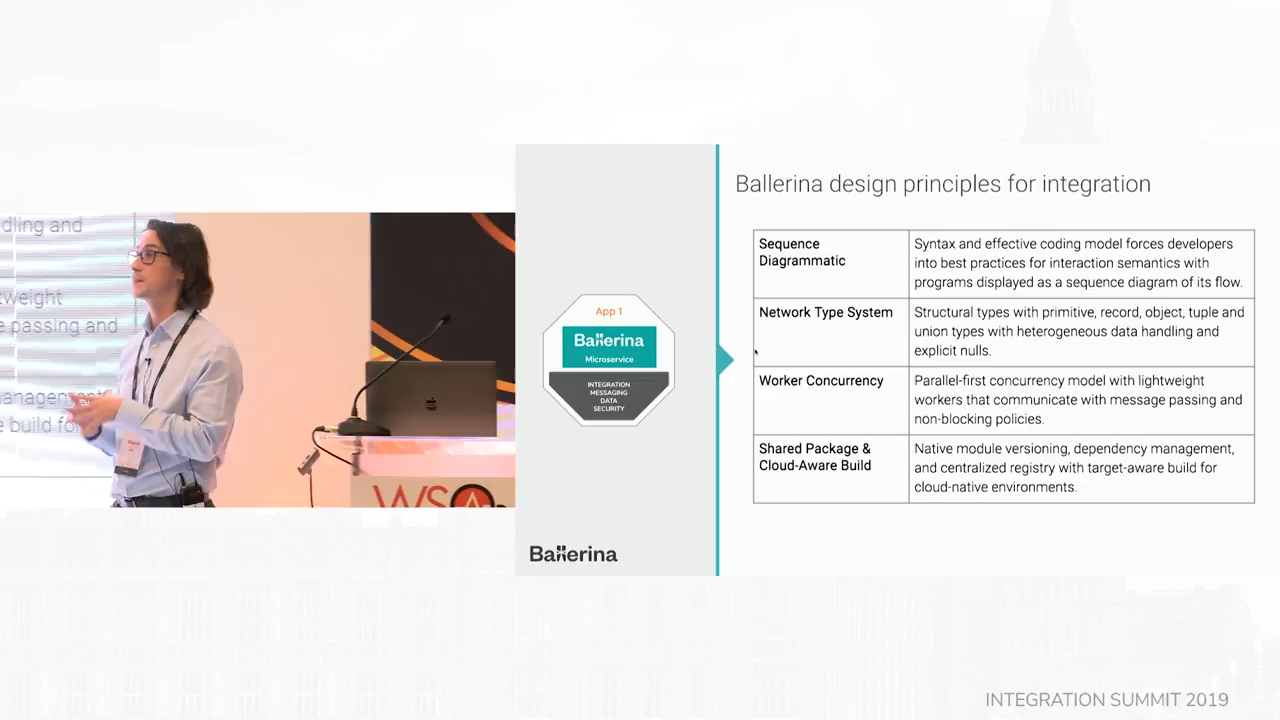 dling and
tweight
e passing and
anagem
e build fo
WSO
App 1
Ballerina
Microservice
INTEGRATION
MESSAGING
DATA
SECURITY
Ballerina
Ballerina design principles for integration
Sequence
Diagrammatic
Syntax and effective coding model forces developers
into best practices for interaction semantics with
programs displayed as a sequence diagram of its flow.
Network Type System
Structural types with primitive, record, object, tuple and
union types with heterogeneous data handling and
explicit nulls.
Worker Concurrency
Parallel-first concurrency model with lightweight
workers that communicate with message passing and
non-blocking policies.
Shared Package &
Cloud-Aware Build
Native module versioning, dependency management,
and centralized registry with target-aware build for
cloud-native environments.
INTEGRATION SUMMIT 2019